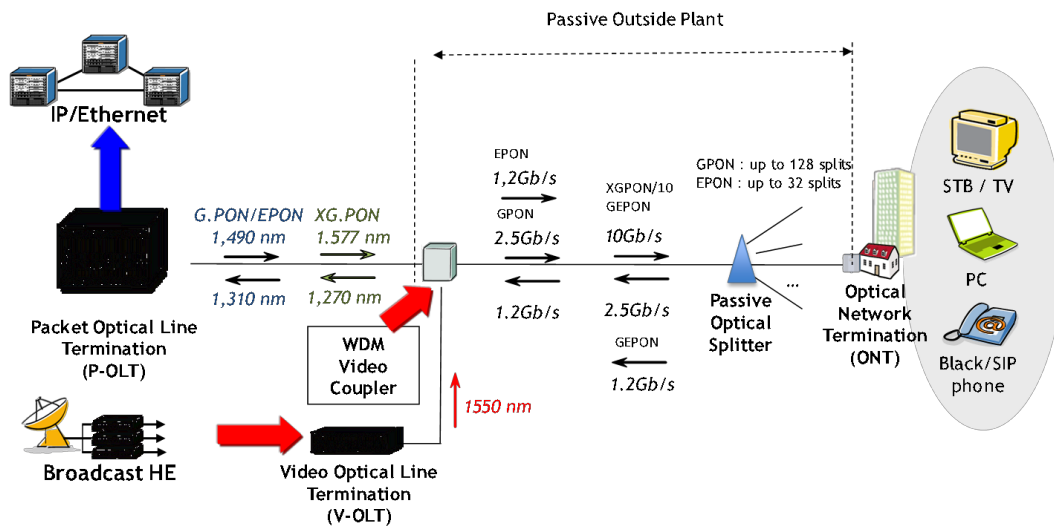 Passive Outside Plant
IP/Ethernet
EPON
1,2Gb/s
GPON
2.5Gb/s
1.2Gb/s
XGPON/10
GEPON
10Gb/s
2.5Gb/s
GEPON
1.2Gb/s
GPON : up to 128 splits
EPON : up to 32 splits
G.PON/EPON
1,490 nm
1,310 nm
XG.PON
1.577 nm
1,270 nm
Packet Optical Line
Termination
(P-OLT)
WDM
Video
Coupler
1550 nm
Broadcast HE
Video Optical Line
Termination
(V-OLT)
Passive
Optical
Splitter
...
Optical
Network
Termination
(ONT)
STB / TV
PC
Black/SIP
phone